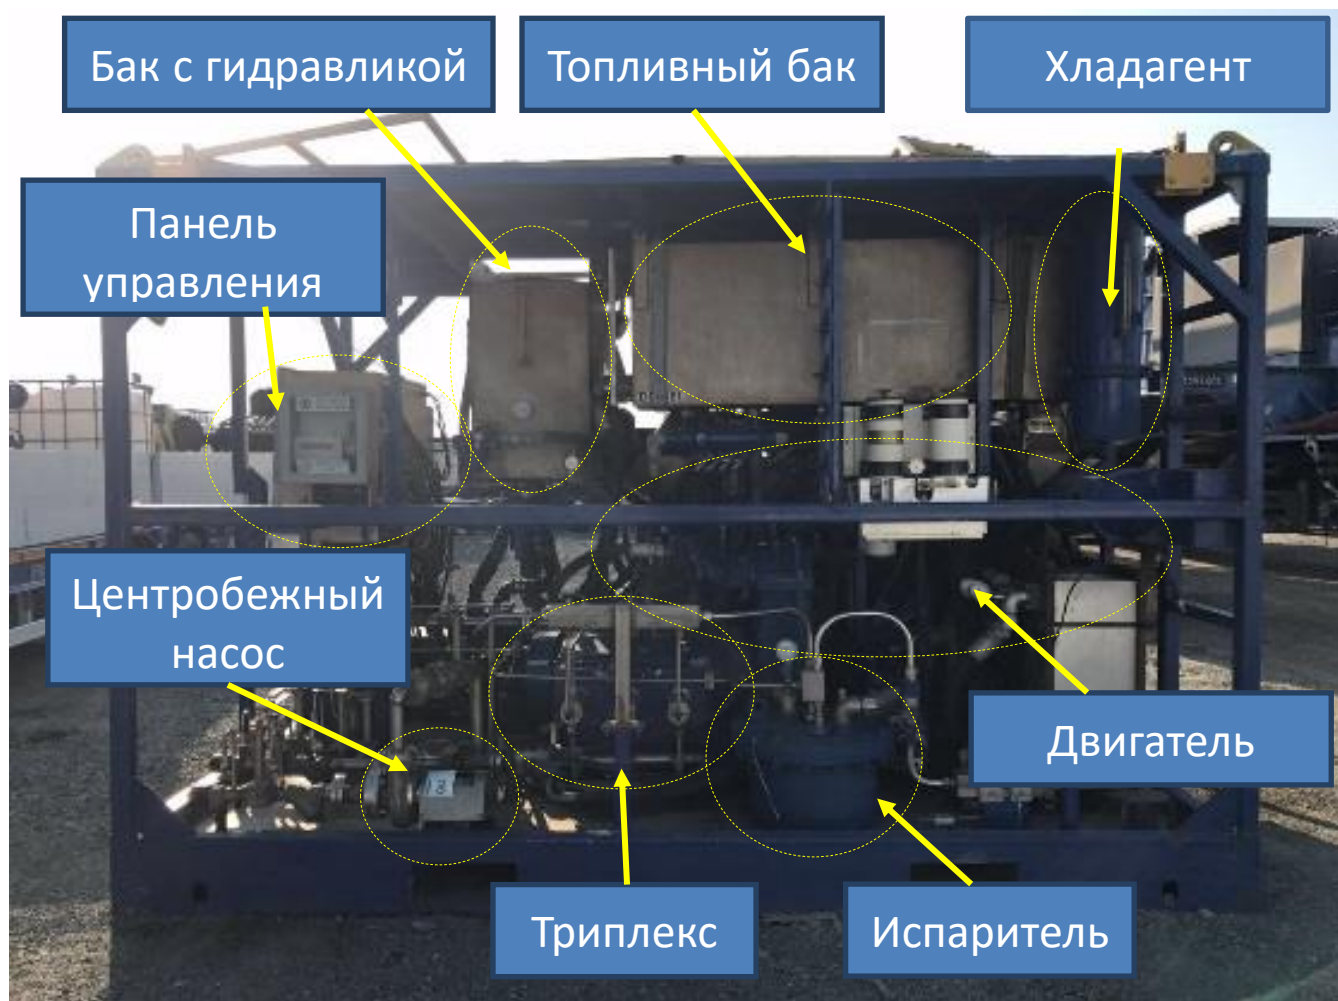 Бак с гидравликой
Топливный бак
Хладагент
Панель
управления
Центробежный
насос
Двигатель
Триплекс
Испаритель